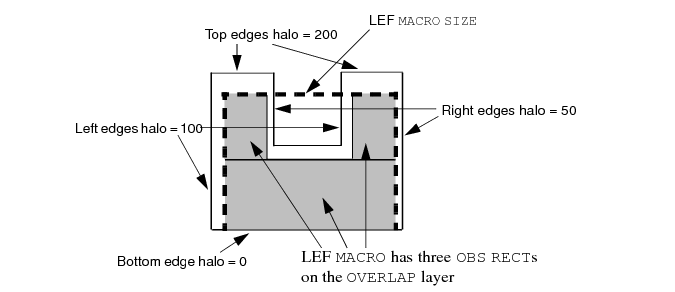 LEF MACRO SIZE
Top edges halo = 200
Right edges halo = 50
Left edges halo = 100
LEF MACRO has three OBS RECTs
on the OVERLAP layer
Bottom edge halo = 0